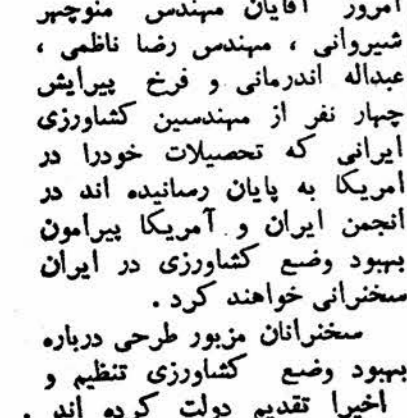 امروز آقایان مهندس منوچهر
شیروانی ، مهندس رضا ناظمی ،
عبداله اندرمانی و فرخ پیرایش
چهار نفر از مهندسین کشاورزی
ایرانی که تحصیلات خودرا در
امریکا به پایان رسانیده اند در
انجمن ایران و آمریکا پیرامون
بهبود وضع کشاورزی در ایران
سخنرانی خواهند کرد .
سخنرانان مزبور طرحی درباره
بهبود وضع کشاورزی تنظیم و
اخیرا تقدیم دولت کرده اند .